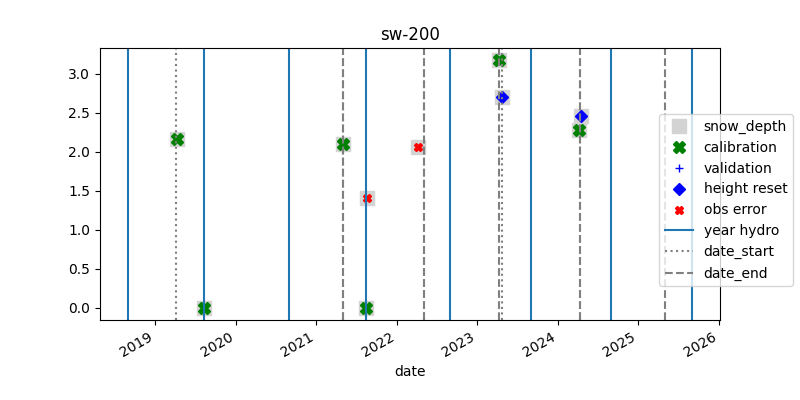 sw-200
3.0
2.5
2.0
1.5
1.0
0.5
0.0
snow_depth
calibration
validation
height reset
obs error
year hydro
date_start
date_end
2019
2020
2021
2022
2023
2024
2025
2026
date